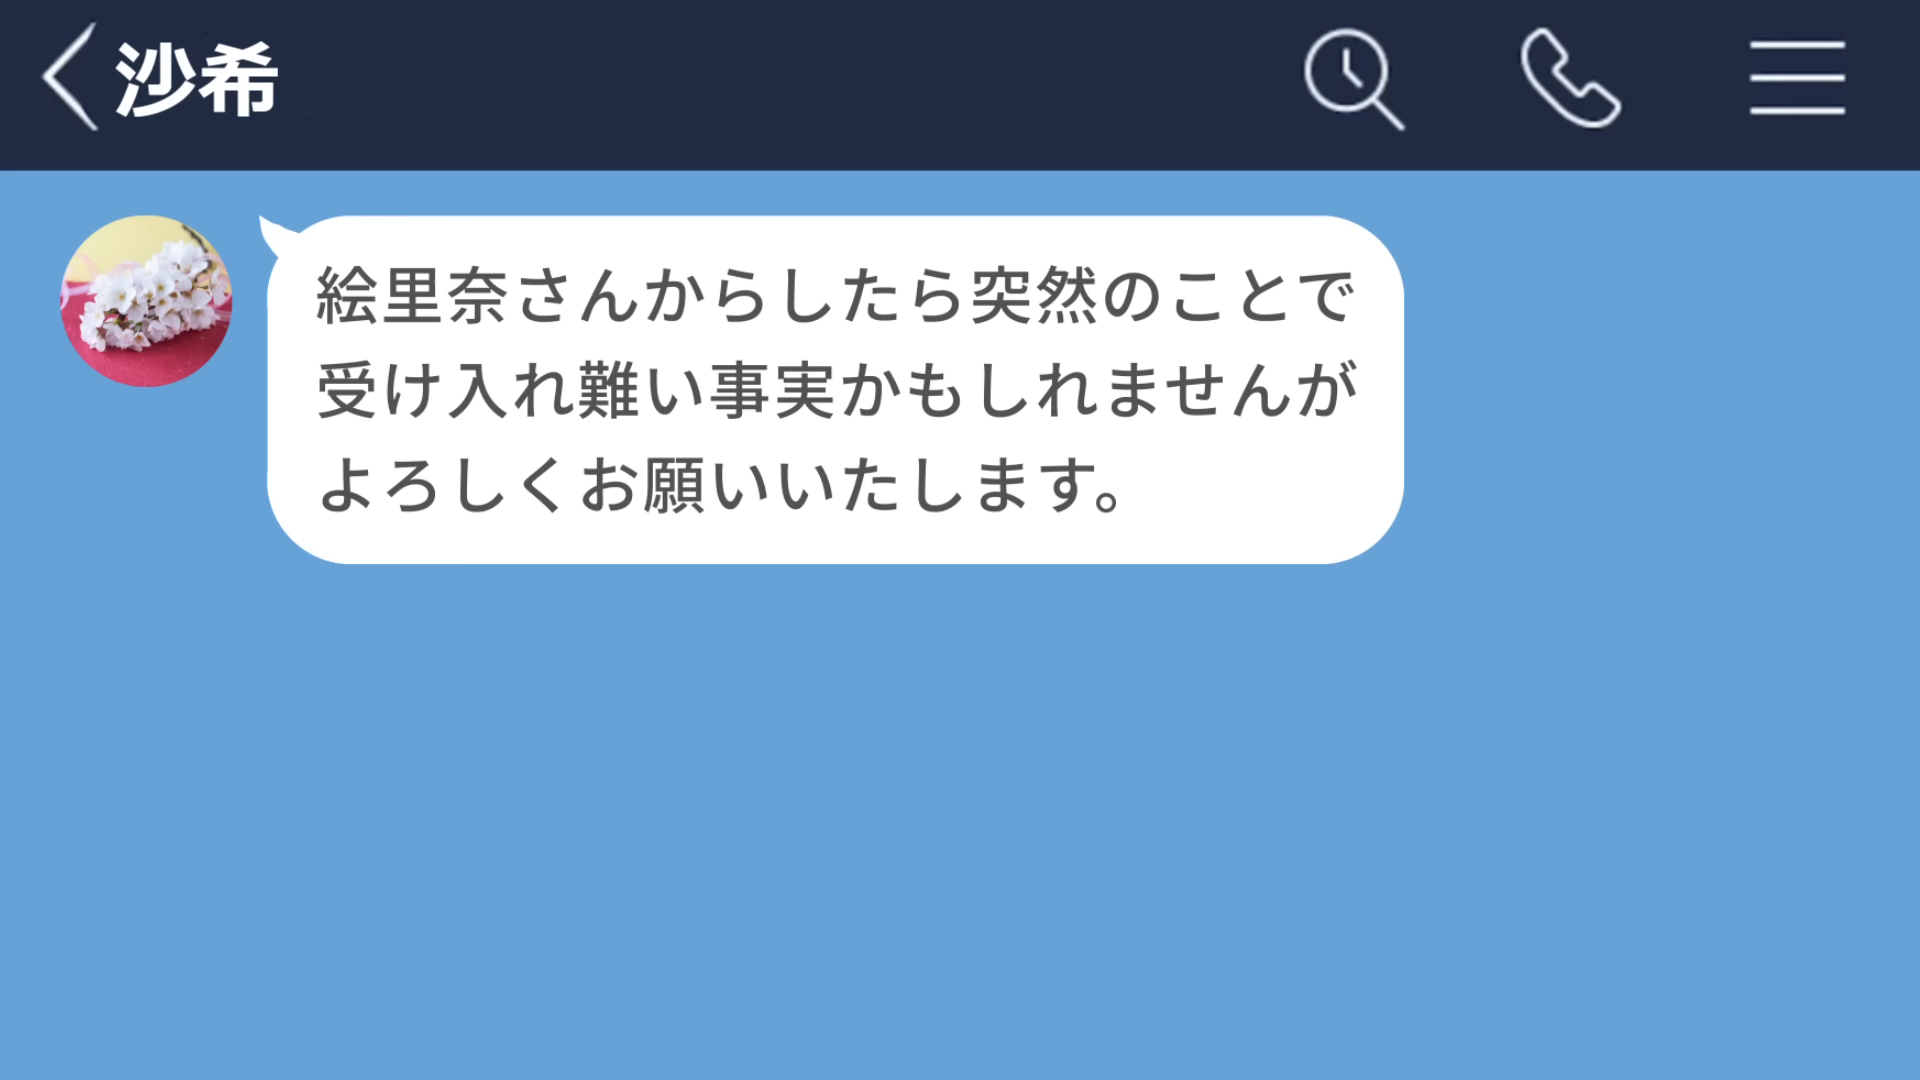 沙希
絵里奈さんからしたら突然のことで
受け入れ難い事実かもしれませんが
よろしくお願いいたします。